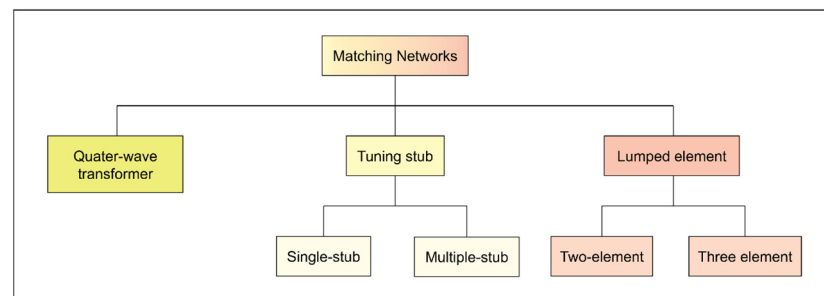 Matching Networks
Quater-wave
transformer
Tuning stub
Lumped element
Single-stub
Multiple-stub
Two-element
Three element